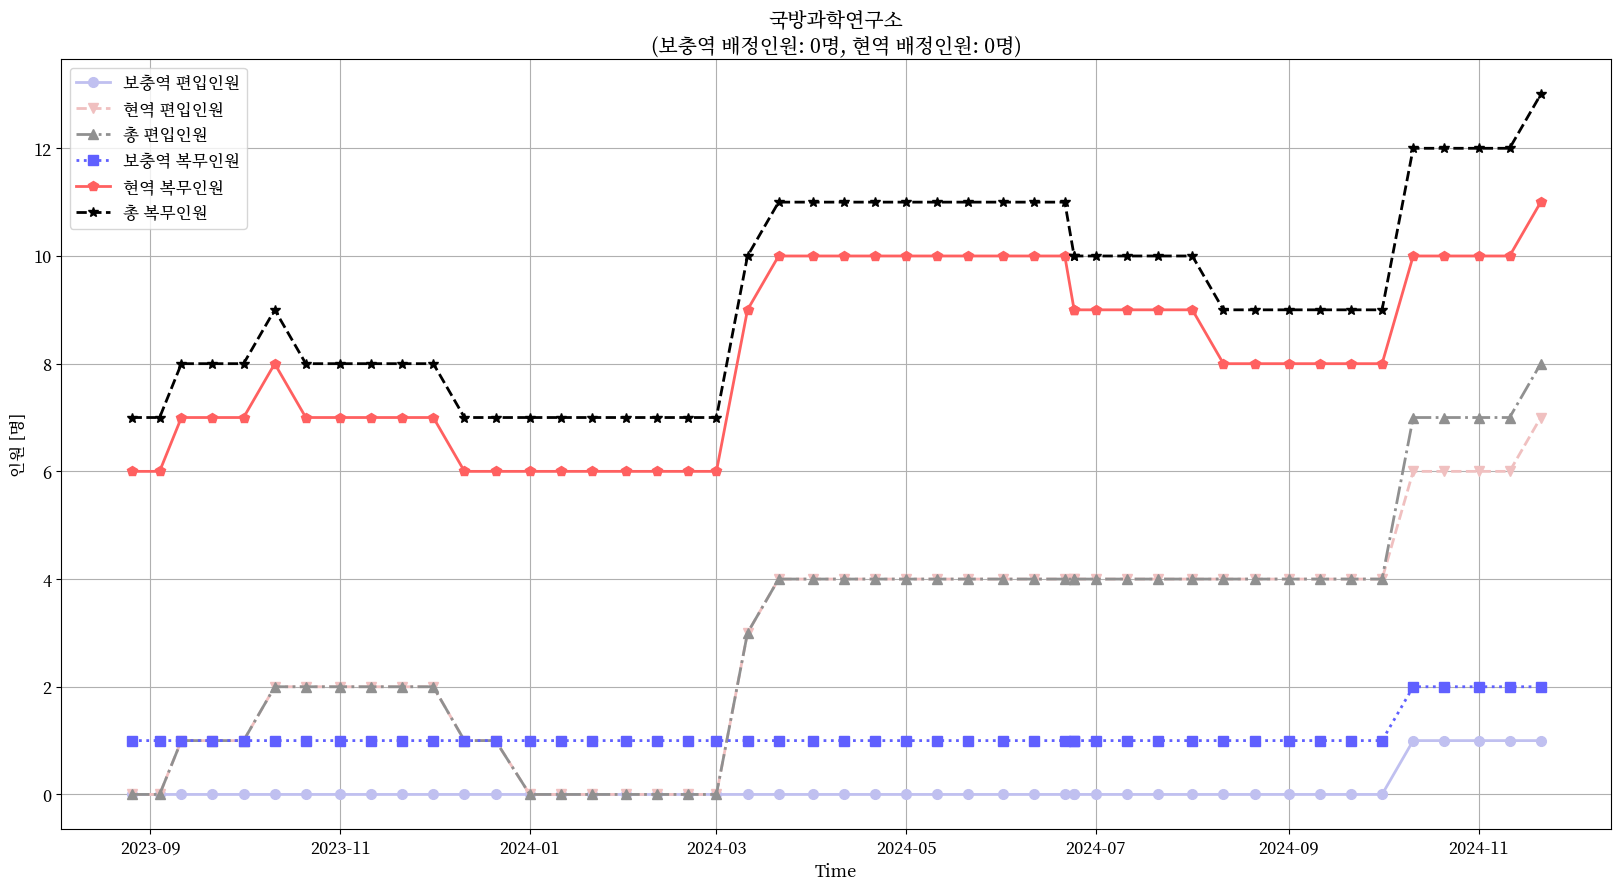 국방과학연구소
(보충역 배정인원: 0명, 현역 배정인원: 0명)
보충역 편입인원
현역 편입인원
총 편입인원
보충역 복무인원
현역 복무인원
총 복무인원
인원 [명]
12
10
8
6
4
2
0
2023-09 2023-11 2024-01 2024-03 2024-05 2024-07 2024-09 2024-11
Time